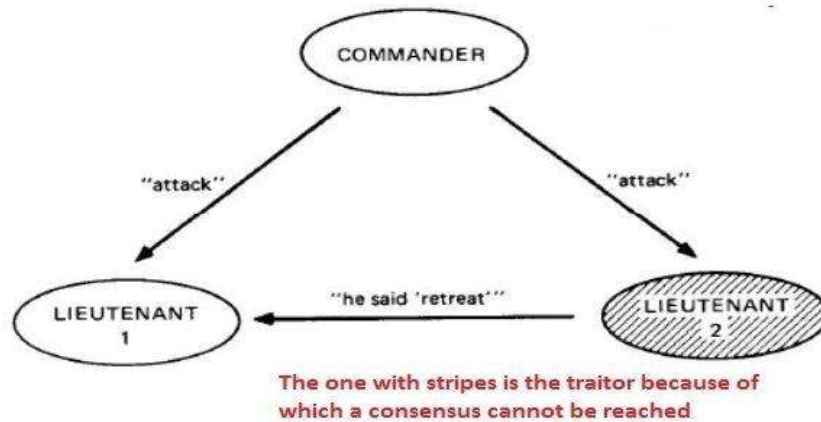 COMMANDER
"attack"
"attack"
"he said 'retreat'"
LIEUTENANT
1
LIEUTENANT
2
The one with stripes is the traitor because of
which a consensus cannot be reached